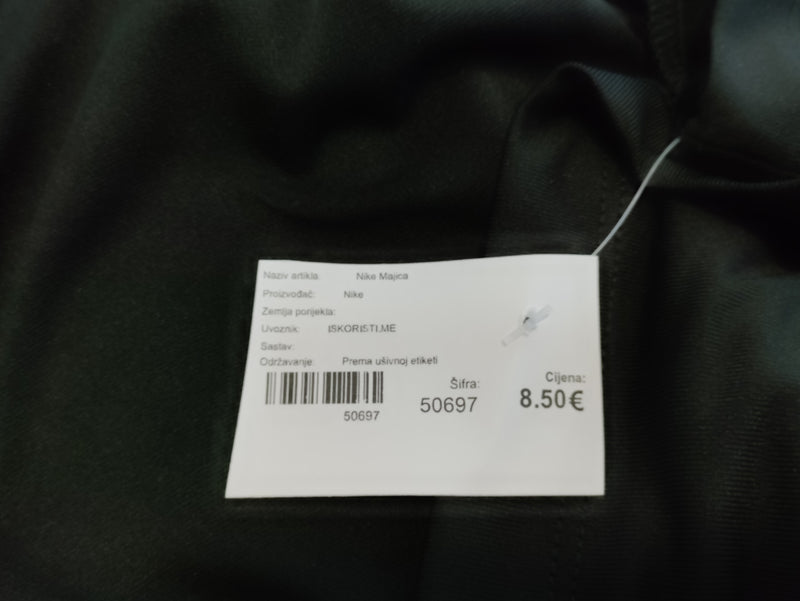 Naziv artikla: Nike Majica
Proizvođač: Nike
Zemlja porijekla:
Uvoznik: ISKORISTI.ME
Sastav:
Održavanje: Prema ušivnoj etiketi
Šifra: Cijena:
50697 50697 8.50€